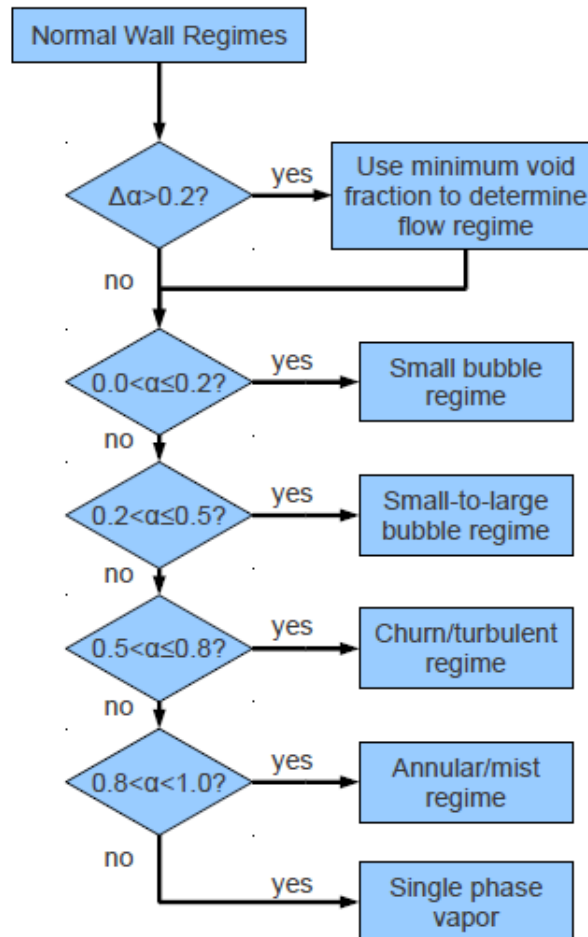 Normal Wall Regimes
Δα>0.2?
yes
Use minimum void
fraction to determine
flow regime
no
0.0<α≤0.2?
yes
Small bubble
regime
no
0.2<α≤0.5?
yes
Small-to-large
bubble regime
no
0.5<α≤0.8?
yes
Churn/turbulent
regime
no
0.8<α<1.0?
yes
Annular/mist
regime
no
yes
Single phase
vapor